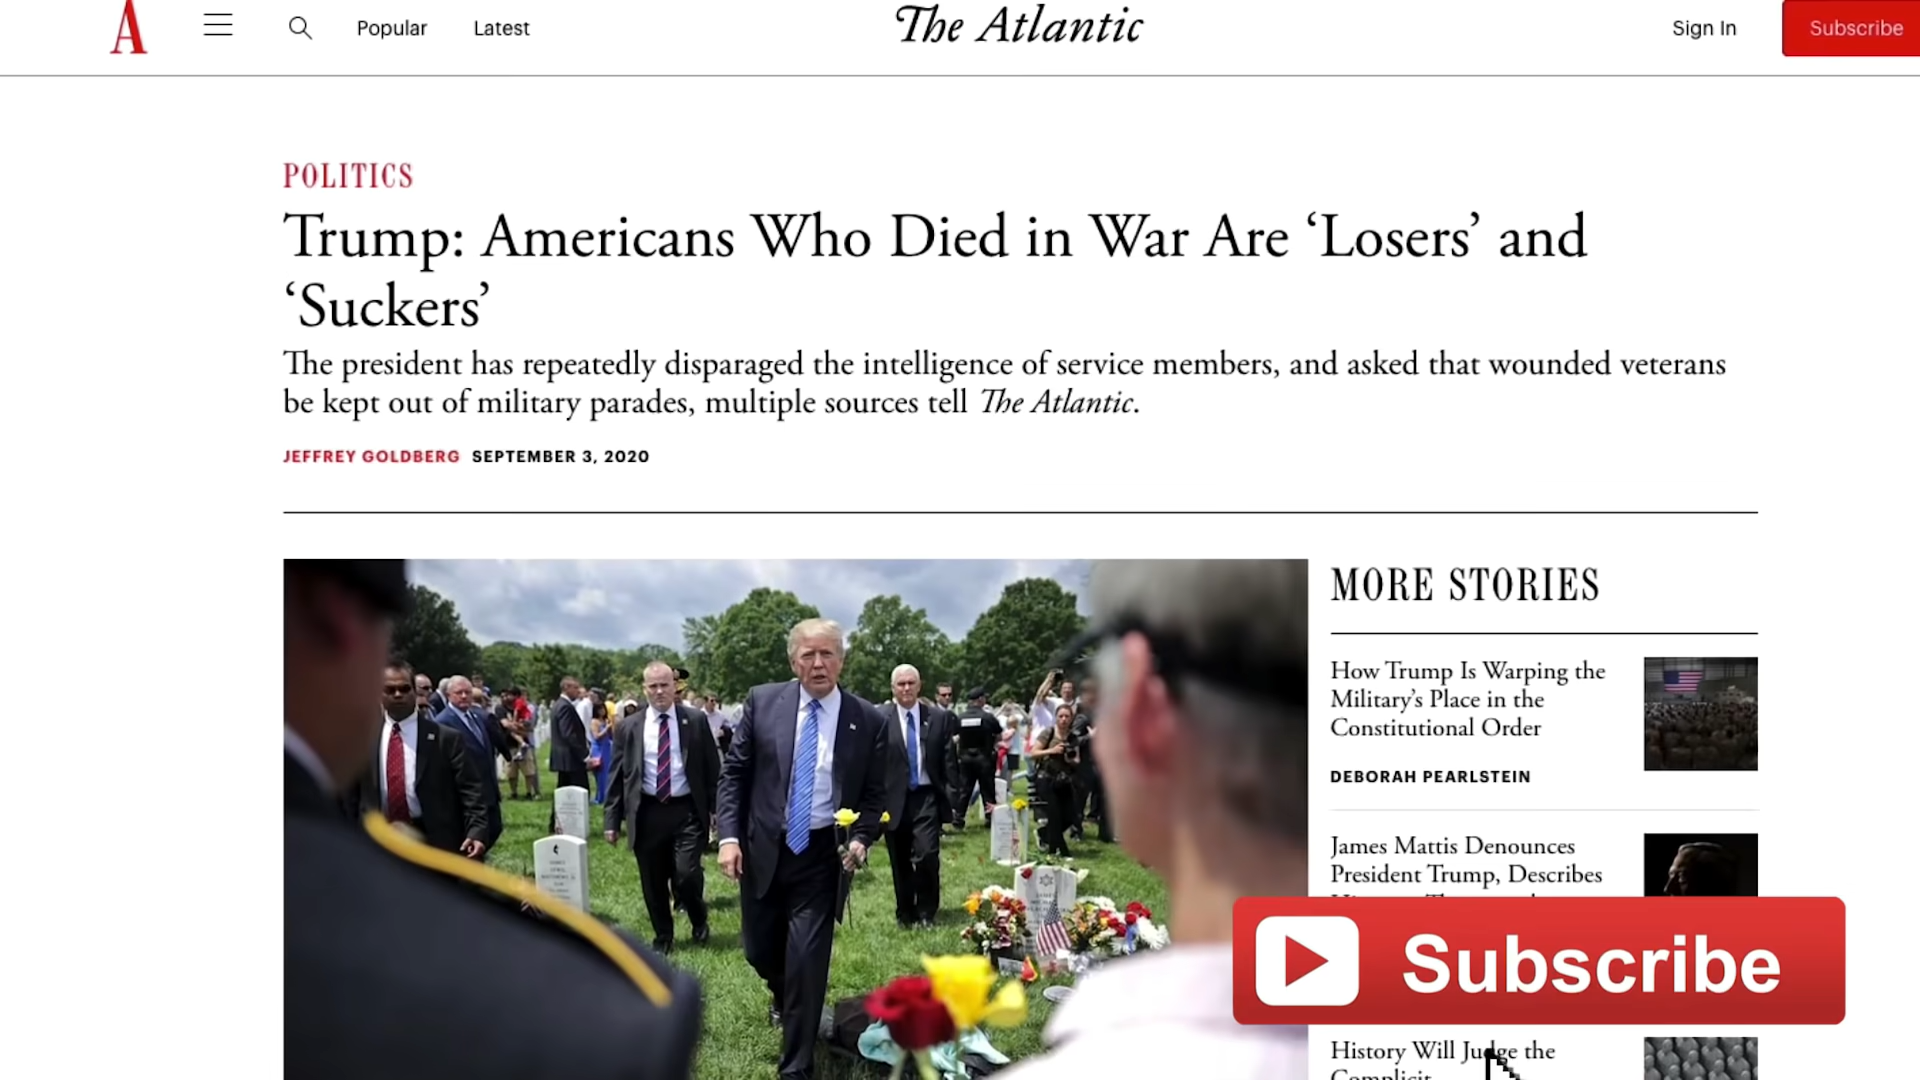 A
Popular
Latest
The Atlantic
Sign In
Subscribe
POLITICS
Trump: Americans Who Died in War Are ‘Losers’ and
‘Suckers’
The president has repeatedly disparaged the intelligence of service members, and asked that wounded veterans
be kept out of military parades, multiple sources tell The Atlantic.
JEFFREY GOLDBERG SEPTEMBER 3, 2020
MORE STORIES
How Trump Is Warping the
Military’s Place in the
Constitutional Order
DEBORAH PEARLSTEIN
James Mattis Denounces
President Trump, Describes
Subscribe
History Will Judge the
Complicit